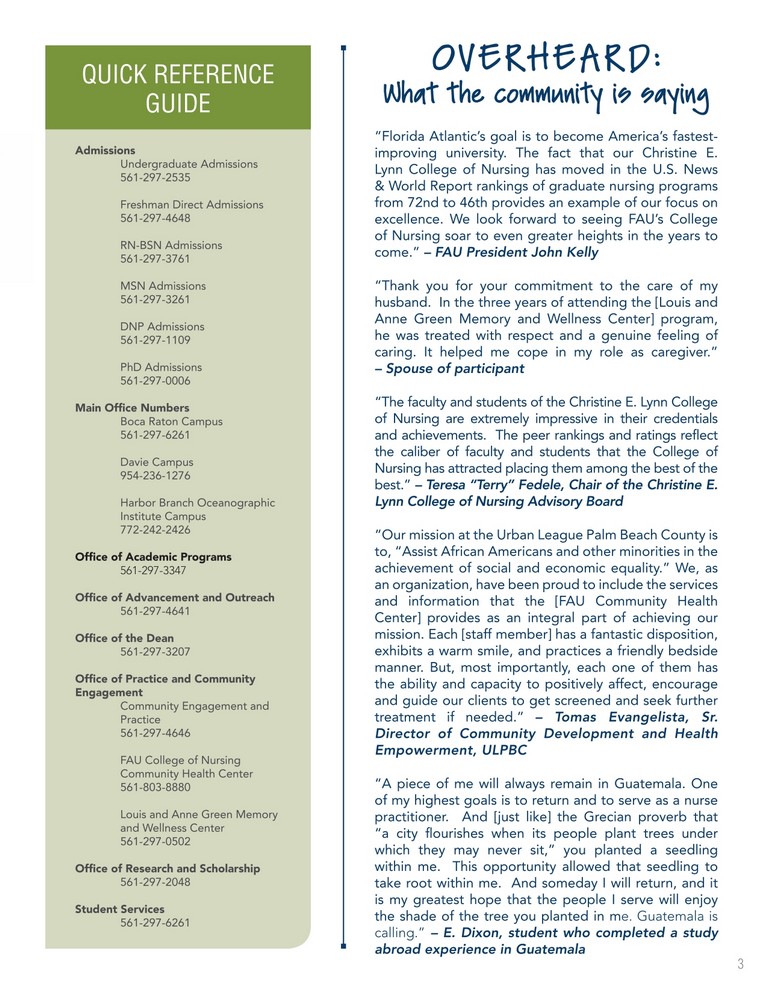 QUICK REFERENCE
GUIDE
Admissions
Undergraduate Admissions
561-297-2535
Freshman Direct Admissions
561-297-4648
RN-BSN Admissions
561-297-3761
MSN Admissions
561-297-3261
DNP Admissions
561-297-1109
PhD Admissions
561-297-0006
Main Office Numbers
Boca Raton Campus
561-297-6261
Davie Campus
954-236-1276
Harbor Branch Oceanographic
Institute Campus
772-242-2426
Office of Academic Programs
561-297-3347
Office of Advancement and Outreach
561-297-4641
Office of the Dean
561-297-3207
Office of Practice and Community
Engagement
Community Engagement and
Practice
561-297-4646
FAU College of Nursing
Community Health Center
561-803-8880
Louis and Anne Green Memory
and Wellness Center
561-297-0502
Office of Research and Scholarship
561-297-2048
Student Services
561-297-6261
OVERHEARD:
What the community is saying
“Florida Atlantic’s goal is to become America’s fastest-
improving university. The fact that our Christine E.
Lynn College of Nursing has moved in the U.S. News
& World Report rankings of graduate nursing programs
from 72nd to 46th provides an example of our focus on
excellence. We look forward to seeing FAU’s College
of Nursing soar to even greater heights in the years to
come.” – FAU President John Kelly
“Thank you for your commitment to the care of my
husband. In the three years of attending the [Louis and
Anne Green Memory and Wellness Center] program,
he was treated with respect and a genuine feeling of
caring. It helped me cope in my role as caregiver.”
– Spouse of participant
“The faculty and students of the Christine E. Lynn College
of Nursing are extremely impressive in their credentials
and achievements. The peer rankings and ratings reflect
the caliber of faculty and students that the College of
Nursing has attracted placing them among the best of the
best.” – Teresa “Terry” Fedele, Chair of the Christine E.
Lynn College of Nursing Advisory Board
“Our mission at the Urban League Palm Beach County is
to, “Assist African Americans and other minorities in the
achievement of social and economic equality.” We, as
an organization, have been proud to include the services
and information that the [FAU Community Health
Center] provides as an integral part of achieving our
mission. Each [staff member] has a fantastic disposition,
exhibits a warm smile, and practices a friendly bedside
manner. But, most importantly, each one of them has
the ability and capacity to positively affect, encourage
and guide our clients to get screened and seek further
treatment if needed.” – Tomas Evangelista, Sr.
Director of Community Development and Health
Empowerment, ULPBC
“A piece of me will always remain in Guatemala. One
of my highest goals is to return and to serve as a nurse
practitioner. And [just like] the Grecian proverb that
“a city flourishes when its people plant trees under
which they may never sit,” you planted a seedling
within me. This opportunity allowed that seedling to
take root within me. And someday I will return, and it
is my greatest hope that the people I serve will enjoy
the shade of the tree you planted in me. Guatemala is
calling.” – E. Dixon, student who completed a study
abroad experience in Guatemala
3